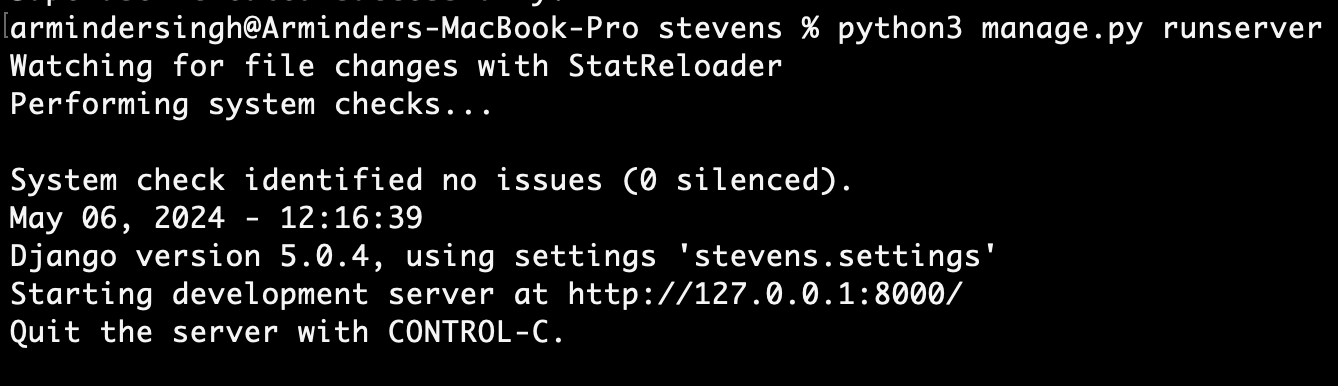 [armindersingh@Arminders-MacBook-Pro stevens % python3 manage.py runserver
Watching for file changes with StatReloader
Performing system checks...
System check identified no issues (0 silenced).
May 06, 2024 - 12:16:39
Django version 5.0.4, using settings 'stevens.settings'
Starting development server at http://127.0.0.1:8000/
Quit the server with CONTROL-C.